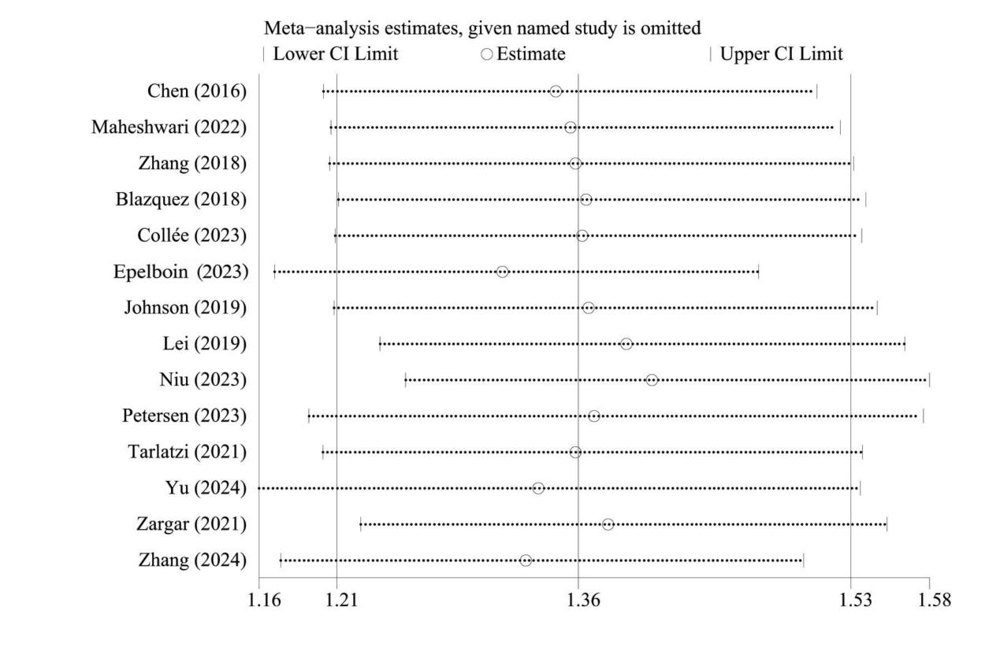 Meta−analysis estimates, given named study is omitted
| Lower CI Limit ○ Estimate | Upper CI Limit
Chen (2016)
Maheshwari (2022)
Zhang (2018)
Blazquez (2018)
Collée (2023)
Epelboin (2023)
Johnson (2019)
Lei (2019)
Niu (2023)
Petersen (2023)
Tarlatzi (2021)
Yu (2024)
Zargar (2021)
Zhang (2024)
1.16 1.21 1.36 1.53 1.58